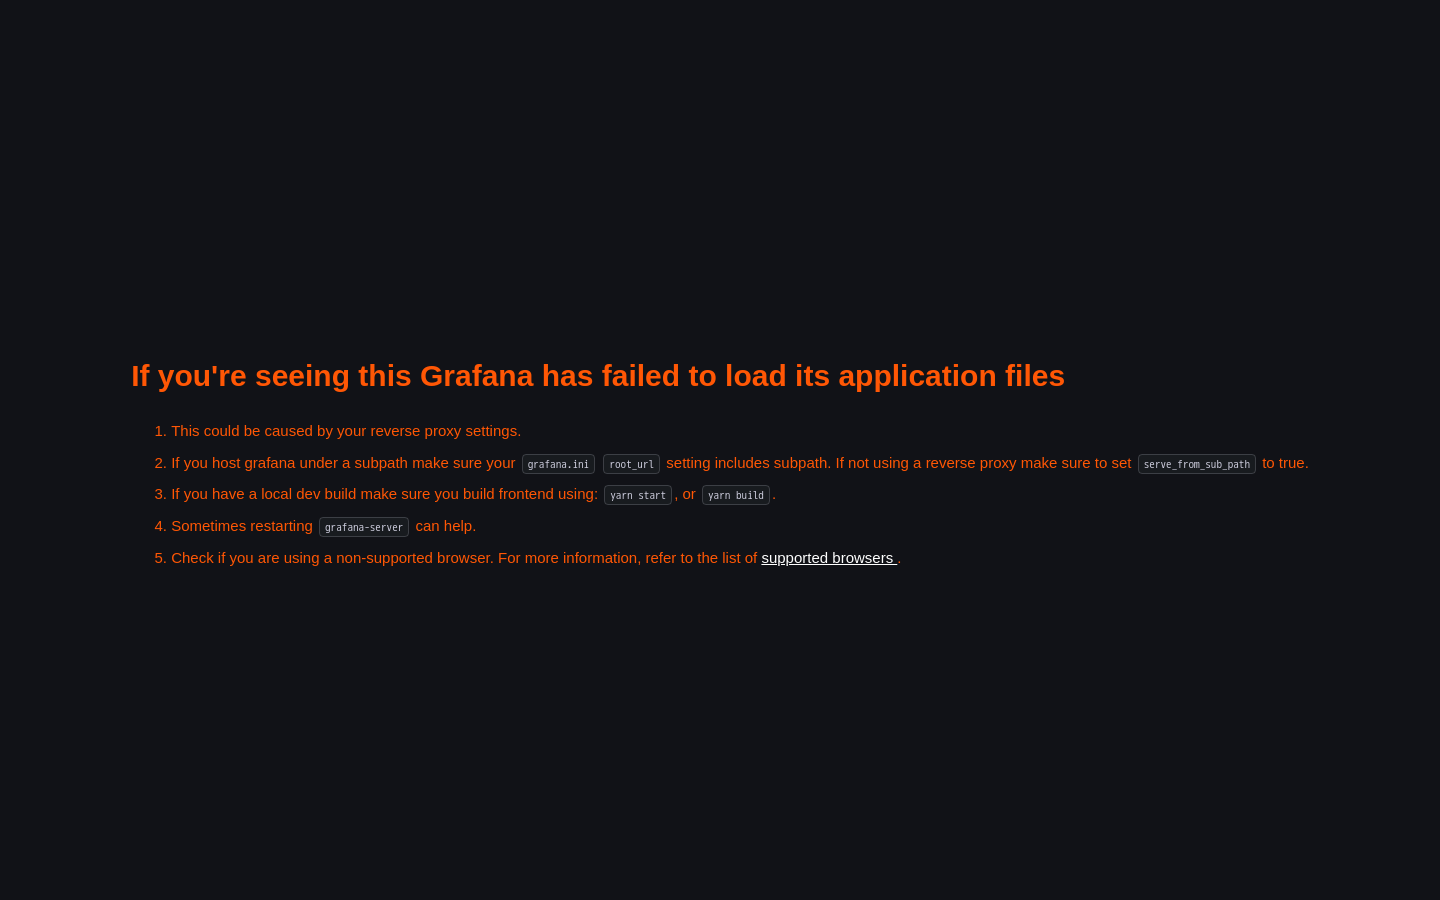 If you're seeing this Grafana has failed to load its application files
1. This could be caused by your reverse proxy settings.
2. If you host grafana under a subpath make sure your grafana.ini root_url setting includes subpath. If not using a reverse proxy make sure to set serve_from_sub_path to true.
3. If you have a local dev build make sure you build frontend using: yarn start, or yarn build.
4. Sometimes restarting grafana-server can help.
5. Check if you are using a non-supported browser. For more information, refer to the list of supported browsers .